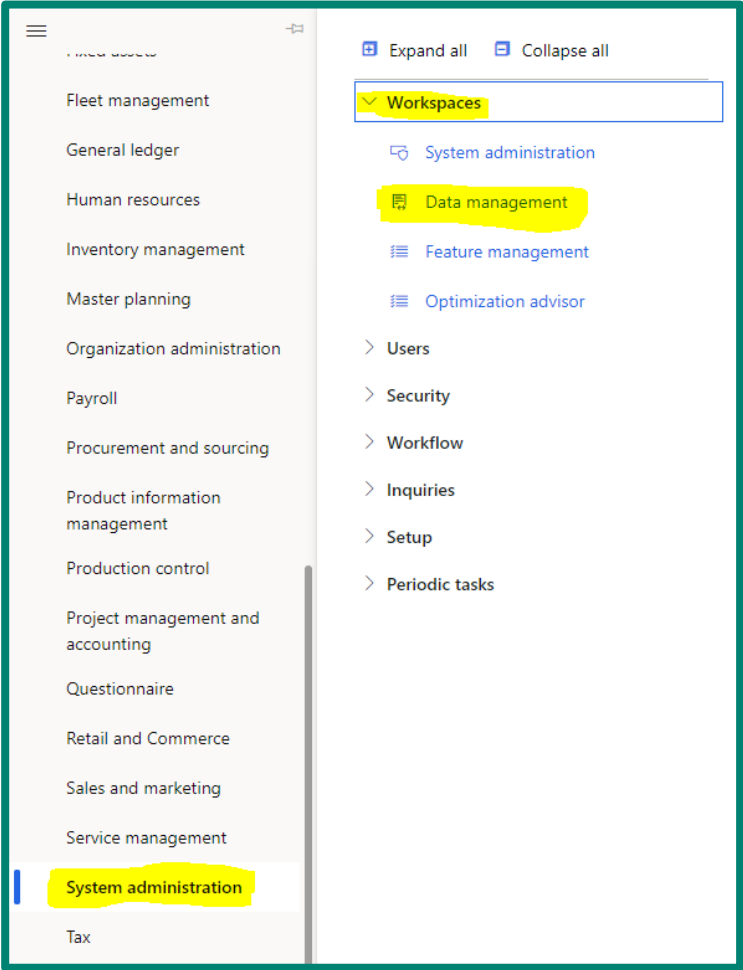 Fixed assets
Fleet management
General ledger
Human resources
Inventory management
Master planning
Organization administration
Payroll
Procurement and sourcing
Product information
management
Production control
Project management and
accounting
Questionnaire
Retail and Commerce
Sales and marketing
Service management
System administration
Tax
Expand all
Collapse all
Workspaces
System administration
Data management
Feature management
Optimization advisor
Users
Security
Workflow
Inquiries
Setup
Periodic tasks